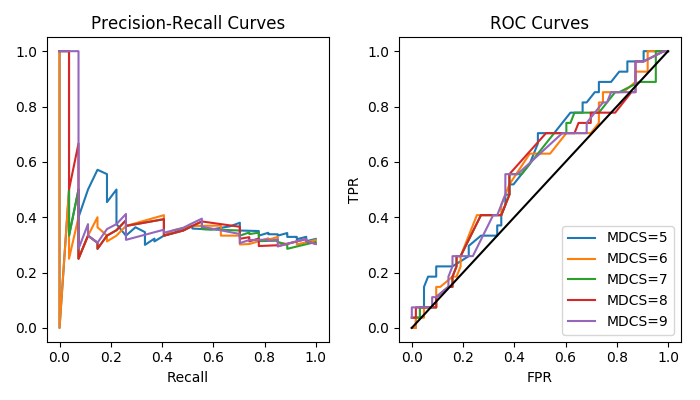 Precision-Recall Curves
1.0
0.8
0.6
0.4
0.2
0.0
0.0 0.2 0.4 0.6 0.8 1.0
Recall
ROC Curves
TPR
1.0
0.8
0.6
0.4
0.2
0.0
MDCS=5
MDCS=6
MDCS=7
MDCS=8
MDCS=9
0.0 0.2 0.4 0.6 0.8 1.0
FPR